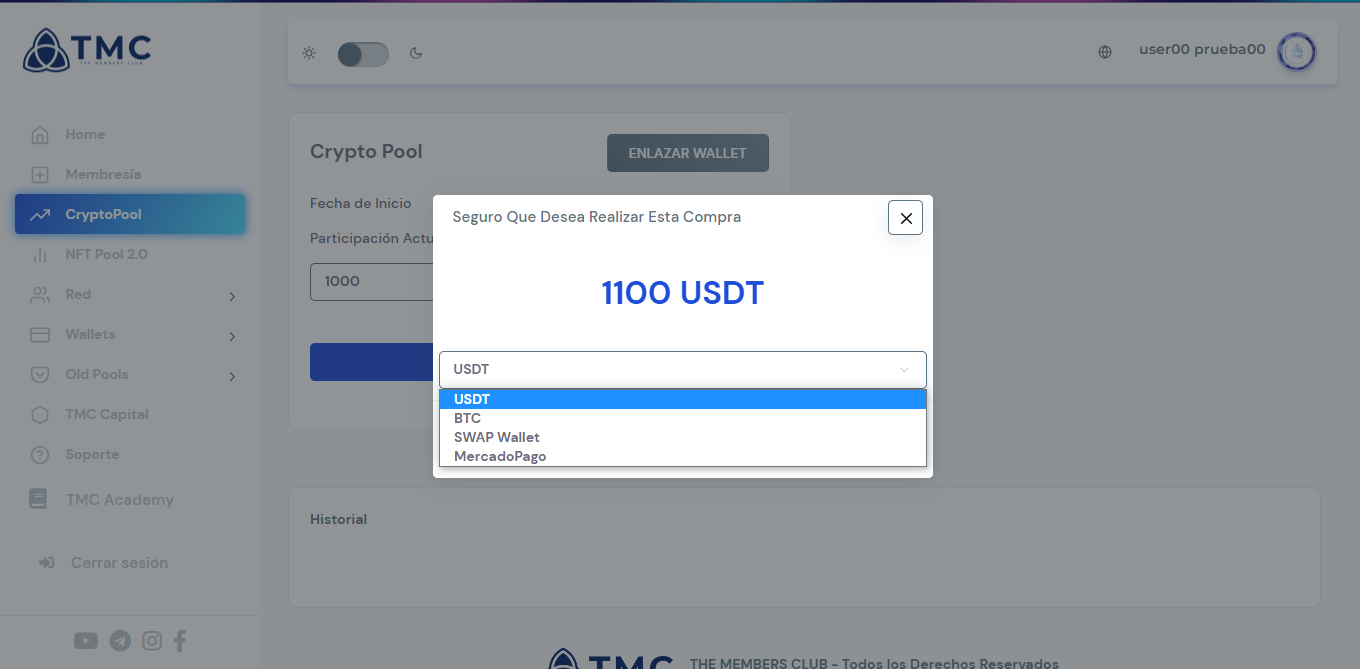 TMC
THE MEMBERS CLUB
user00 prueba00
Home
Membresía
CryptoPool
NFT Pool 2.0
Red
Wallets
Old Pools
TMC Capital
Soporte
TMC Academy
Cerrar sesión
Crypto Pool
ENLAZAR WALLET
Fecha de Inicio
Participación Actu
1000
Seguro Que Desea Realizar Esta Compra
1100 USDT
USDT
USDT
BTC
SWAP Wallet
MercadoPago
Historial
TMC
THE MEMBERS CLUB - Todos los Derechos Reservados